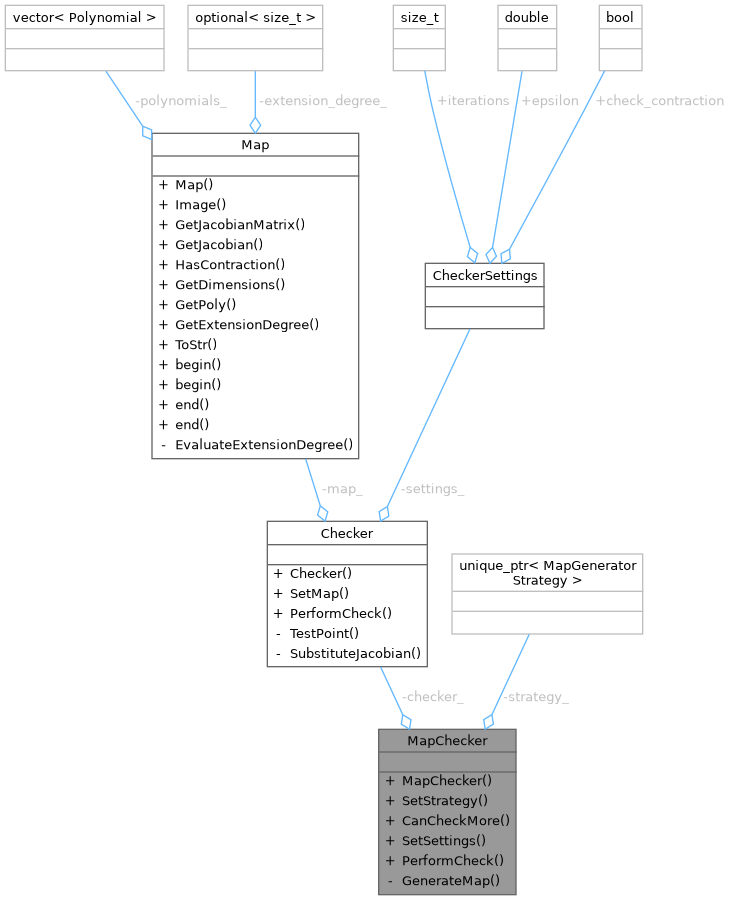 vector< Polynomial >
optional< size_t >
size_t
double
bool
-polynomials_
-extension_degree_
+iterations
+epsilon
+check_contraction
Map
+ Map()
+ Image()
+ GetJacobianMatrix()
+ GetJacobian()
+ HasContraction()
+ GetDimensions()
+ GetPoly()
+ GetExtensionDegree()
+ ToStr()
+ begin()
+ begin()
+ end()
+ end()
- EvaluateExtensionDegree()
CheckerSettings
-map_
-settings_
Checker
+ Checker()
+ SetMap()
+ PerformCheck()
- TestPoint()
- SubstituteJacobian()
unique_ptr< MapGenerator
Strategy >
-checker_
-strategy_
MapChecker
+ MapChecker()
+ SetStrategy()
+ CanCheckMore()
+ SetSettings()
+ PerformCheck()
- GenerateMap()